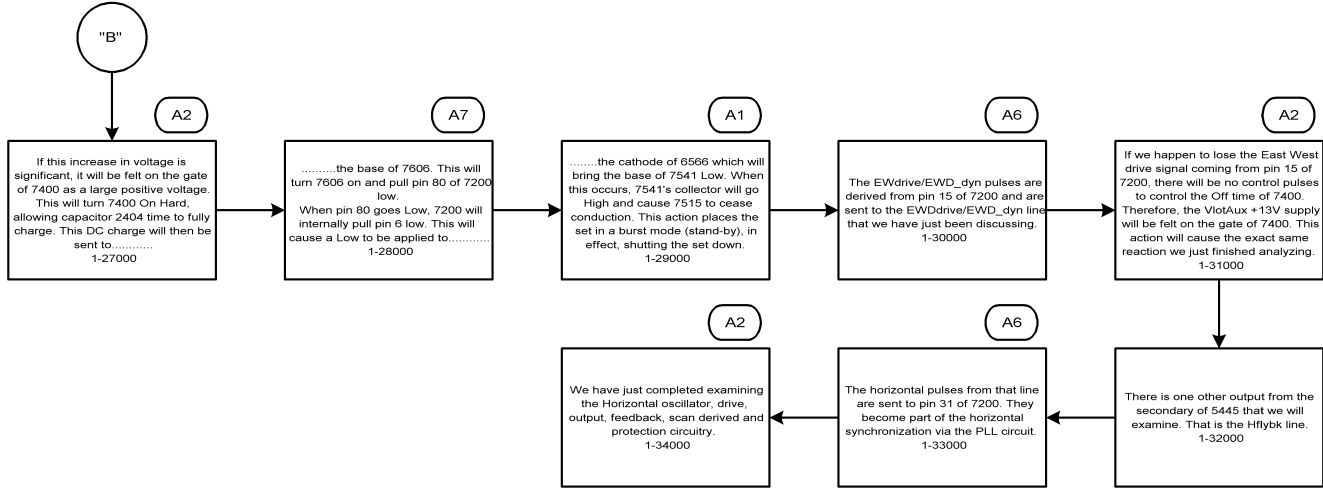 "B"
A2
If this increase in voltage is
significant, it will be felt on the gate
of 7400 as a large positive voltage.
This will turn 7400 On Hard,
allowing capacitor 2404 time to fully
charge. This DC charge will then be
sent to............
1-27000
A7
..........the base of 7606. This will
turn 7606 on and pull pin 80 of 7200
low.
When pin 80 goes Low, 7200 will
internally pull pin 6 low. This will
cause a Low to be applied to............
1-28000
A1
........the cathode of 6566 which will
bring the base of 7541 Low. When
this occurs, 7541's collector will go
High and cause 7515 to cease
conduction. This action places the
set in a burst mode (stand-by), in
effect, shutting the set down.
1-29000
A6
The EWdrive/EWD_dyn pulses are
derived from pin 15 of 7200 and are
sent to the EWDdrive/EWD_dyn line
that we have just been discussing.
1-30000
A2
If we happen to lose the East West
drive signal coming from pin 15 of
7200, there will be no control pulses
to control the Off time of 7400.
Therefore, the VlotAux +13V supply
will be felt on the gate of 7400. This
action will cause the exact same
reaction we just finished analyzing.
1-31000
There is one other output from the
secondary of 5445 that we will
examine. That is the Hflybk line.
1-32000
A6
The horizontal pulses from that line
are sent to pin 31 of 7200. They
become part of the horizontal
synchronization via the PLL circuit.
1-33000
A2
We have just completed examining
the Horizontal oscillator, drive,
output, feedback, scan derived and
protection circuitry.
1-34000